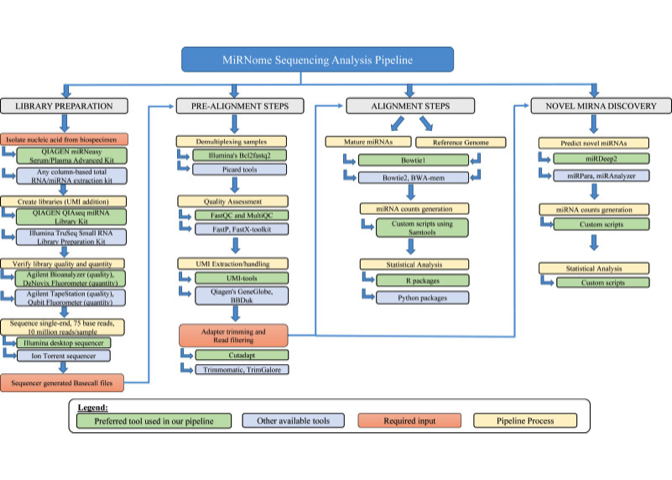 MiRNome Sequencing Analysis Pipeline
LIBRARY PREPARATION
Isolate nucleic acid from biospecimen
QIAGEN miRNeasy
Serum/Plasma Advanced Kit
Any column-based total
RNA/miRNA extraction kit
Create libraries (UMI addition)
QIAGEN QIAseq miRNA
Library Kit
Illumina TruSeq Small RNA
Library Preparation Kit
Verify library quality and quantity
Agilent Bioanalyzer (quality),
DeNovix Fluorometer (quantity)
Agilent TapeStation (quality),
Qubit Fluorometer (quantity)
Sequence single-end, 75 base reads,
10 million reads/sample
Illumina desktop sequencer
Ion Torrent sequencer
Sequencer generated Basecall files
PRE-ALIGNMENT STEPS
Demultiplexing samples
Illumina's Bcl2fastq2
Picard tools
Quality Assessment
FastQC and MultiQC
FastP, FastX-toolkit
UMI Extraction/handling
UMI-tools
Qiagen's GeneGlobe,
BBDuk
Adapter trimming and
Read filtering
Cutadapt
Trimmomatic, TrimGalore
ALIGNMENT STEPS
Mature miRNAs
Reference Genome
Bowtie1
Bowtie2, BWA-mem
miRNA counts generation
Custom scripts using
Samtools
Statistical Analysis
R packages
Python packages
NOVEL MIRNA DISCOVERY
Predict novel miRNAs
miRDeep2
miRPara, miRAnalyzer
miRNA counts generation
Custom scripts
Statistical Analysis
Custom scripts
Legend:
Preferred tool used in our pipeline
Other available tools
Required input
Pipeline Process